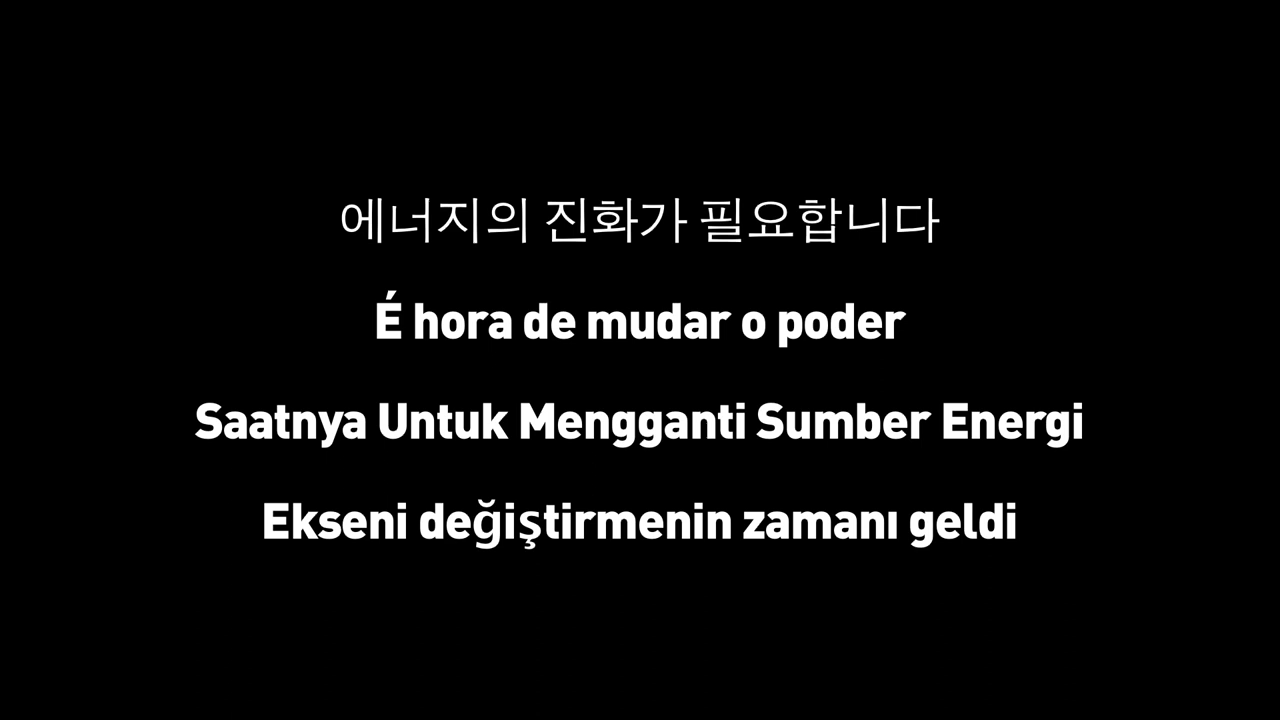 에너지의 진화가 필요합니다
É hora de mudar o poder
Saatnya Untuk Mengganti Sumber Energi
Ekseni değiştirmenin zamanı geldi